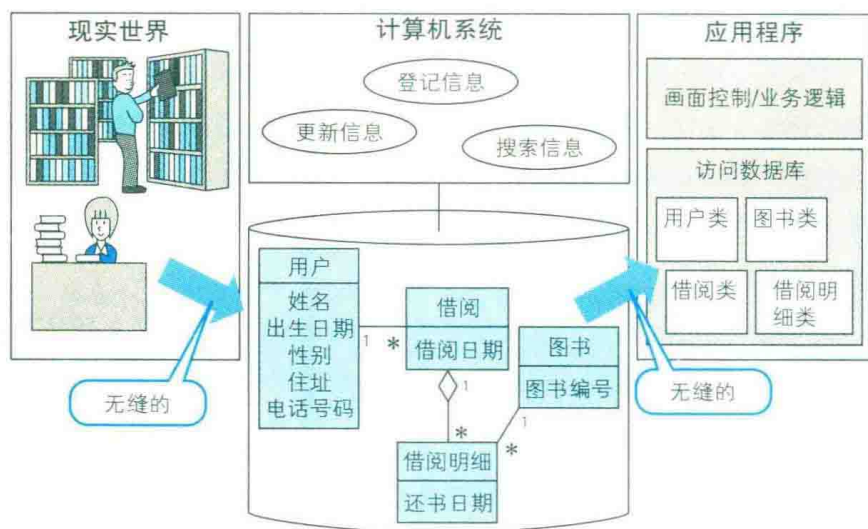 现实世界
无缝的
计算机系统
登记信息
更新信息
搜索信息
用户
姓名
出生日期
性别
住址
电话号码
1
*
借阅
借阅日期
1
*
图书
图书编号
1
*
借阅明细
还书日期
应用程序
画面控制/业务逻辑
访问数据库
用户类
图书类
借阅类
借阅明
细类
无缝的